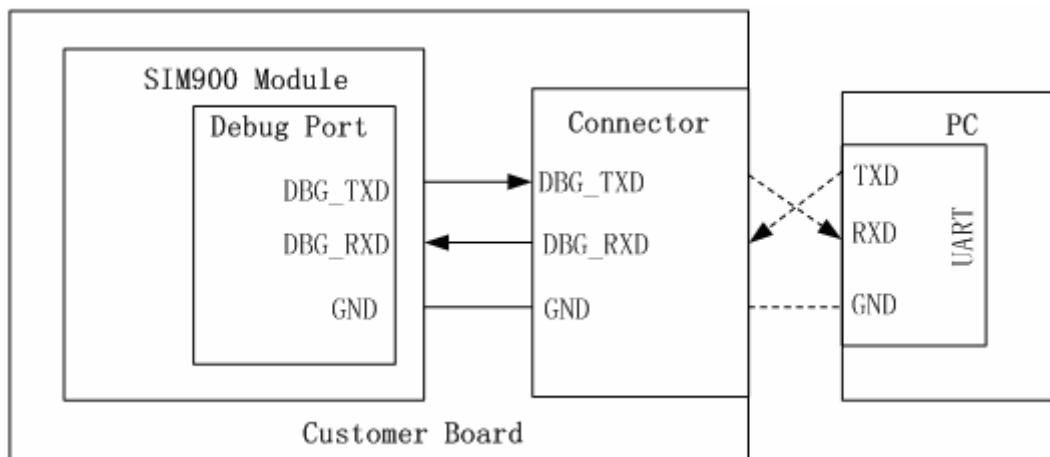 SIM900 Module
Debug Port
DBG_TXD
DBG_RXD
GND
Connector
DBG_TXD
DBG_RXD
GND
PC
TXD
RXD
GND
UART
Customer Board